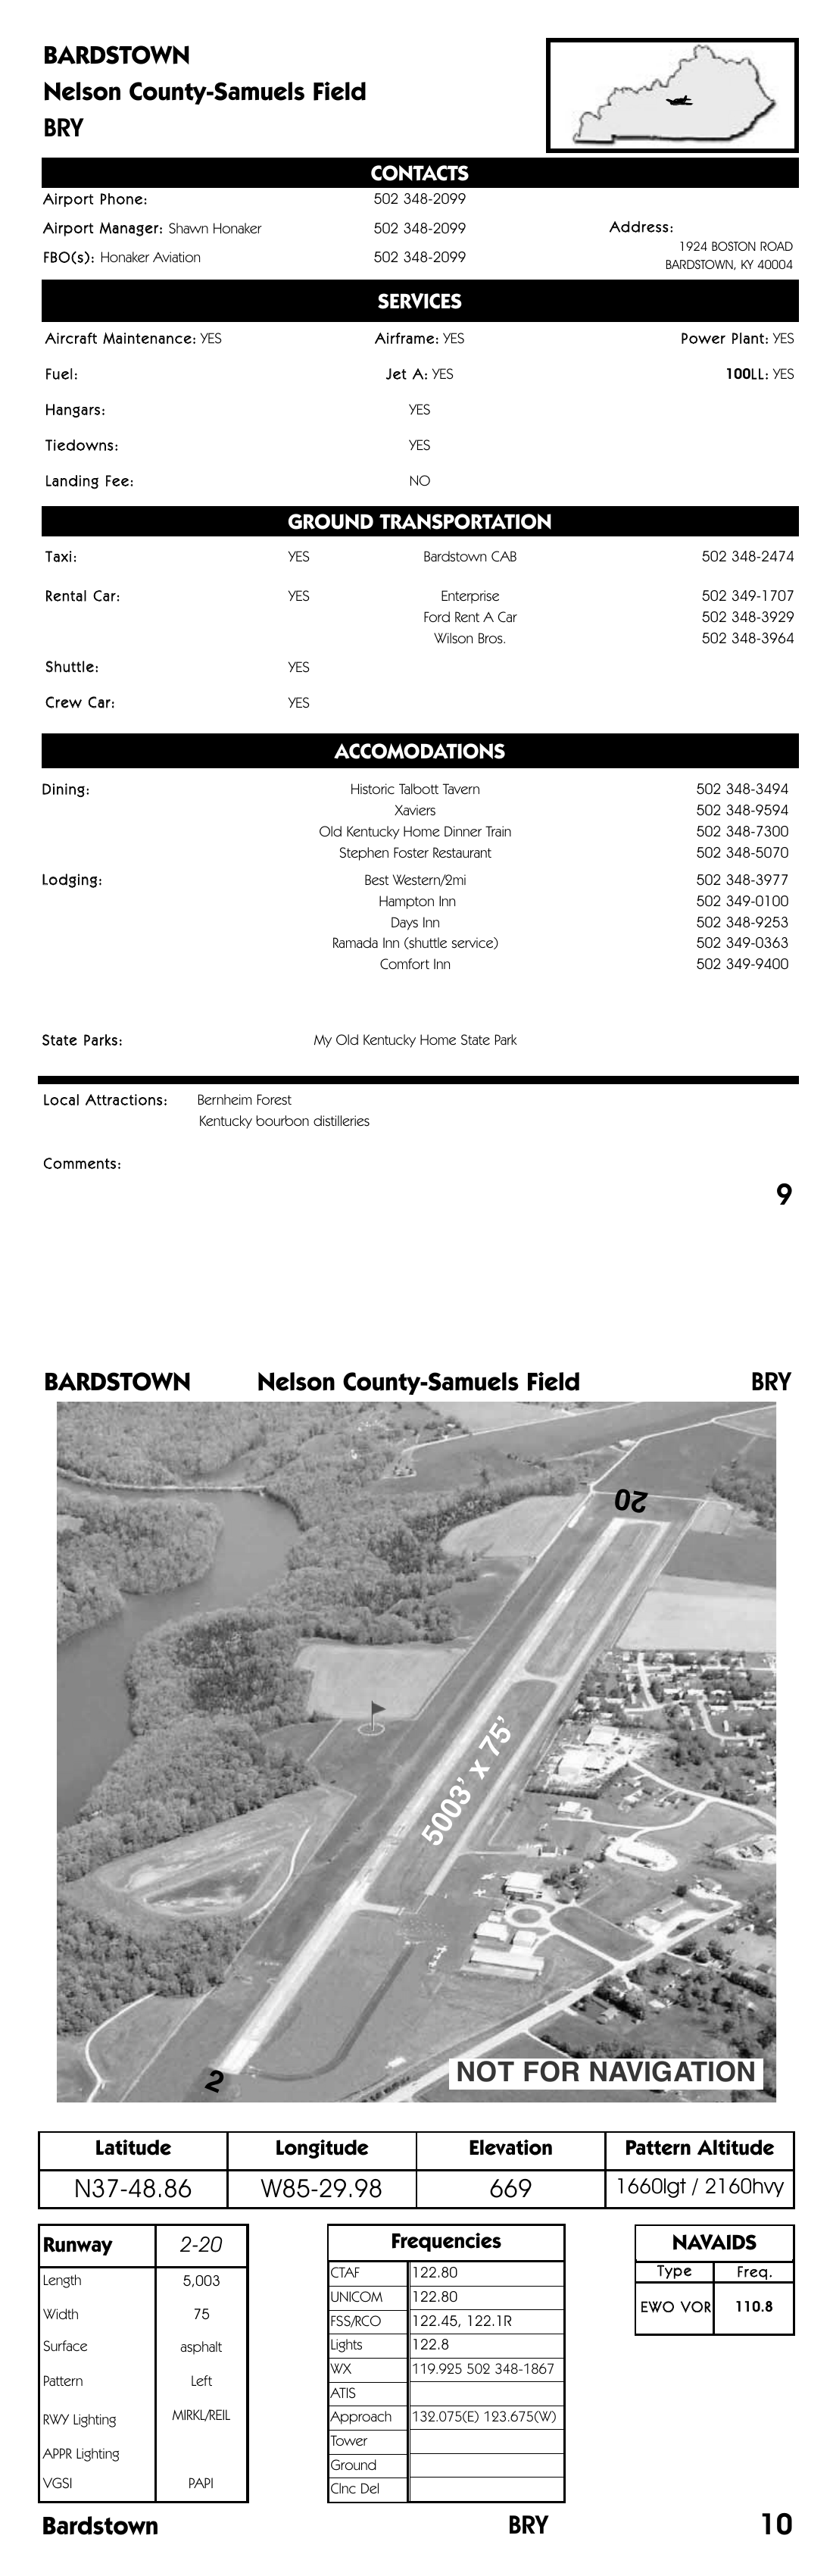 BARDSTOWN
Nelson County-Samuels Field
BRY
CONTACTS
Airport Phone: 502 348-2099
Airport Manager: Shawn Honaker 502 348-2099 Address:
1924 BOSTON ROAD
FBO(s): Honaker Aviation 502 348-2099
BARDSTOWN, KY 40004
SERVICES
Aircraft Maintenance: YES Airframe: YES Power Plant: YES
Fuel: Jet A: YES 100LL: YES
Hangars: YES
Tiedowns: YES
Landing Fee: NO
GROUND TRANSPORTATION
Taxi: YES Bardstown CAB 502 348-2474
Rental Car: YES Enterprise 502 349-1707
Ford Rent A Car 502 348-3929
Wilson Bros. 502 348-3964
Shuttle: YES
Crew Car: YES
ACCOMODATIONS
Dining: Historic Talbott Tavern 502 348-3494
Xaviers 502 348-9594
Old Kentucky Home Dinner Train 502 348-7300
Stephen Foster Restaurant 502 348-5070
Lodging: Best Western/2mi 502 348-3977
Hampton Inn 502 349-0100
Days Inn 502 348-9253
Ramada Inn (shuttle service) 502 349-0363
Comfort Inn 502 349-9400
State Parks: My Old Kentucky Home State Park
Local Attractions: Bernheim Forest
Kentucky bourbon distilleries
Comments:
9
BARDSTOWN Nelson County-Samuels Field BRY
20
5003' x 75'
2
NOT FOR NAVIGATION
Latitude Longitude Elevation Pattern Altitude
N37-48.86 W85-29.98 669 1660lgt / 2160hvy
Runway 2-20
Length 5,003
Width 75
Surface asphalt
Pattern Left
RWY Lighting MIRKL/REIL
APPR Lighting
VGSI PAPI
Frequencies
CTAF 122.80
UNICOM 122.80
FSS/RCO 122.45, 122.1R
Lights 122.8
WX 119.925 502 348-1867
ATIS
Approach 132.075(E) 123.675(W)
Tower
Ground
Clnc Del
NAVAIDS
Type Freq.
EWO VOR 110.8
Bardstown BRY 10